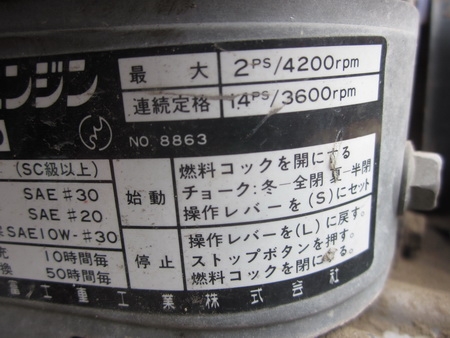 ンジン
最大 2PS/4200rpm
連続定格 1.4PS/3600rpm
NO 8863
(SC級以上)
SAE #30
SAE #20
SAE10W-#30
10時間毎
換 50時間毎
始動
燃料コックを開にする
チョーク:冬―全閉 夏―半閉
操作レバーを(S)にセット
停止
操作レバーを(L)に戻す。
ストップボタンを押す。
燃料コックを閉にする。
重工業株式会社